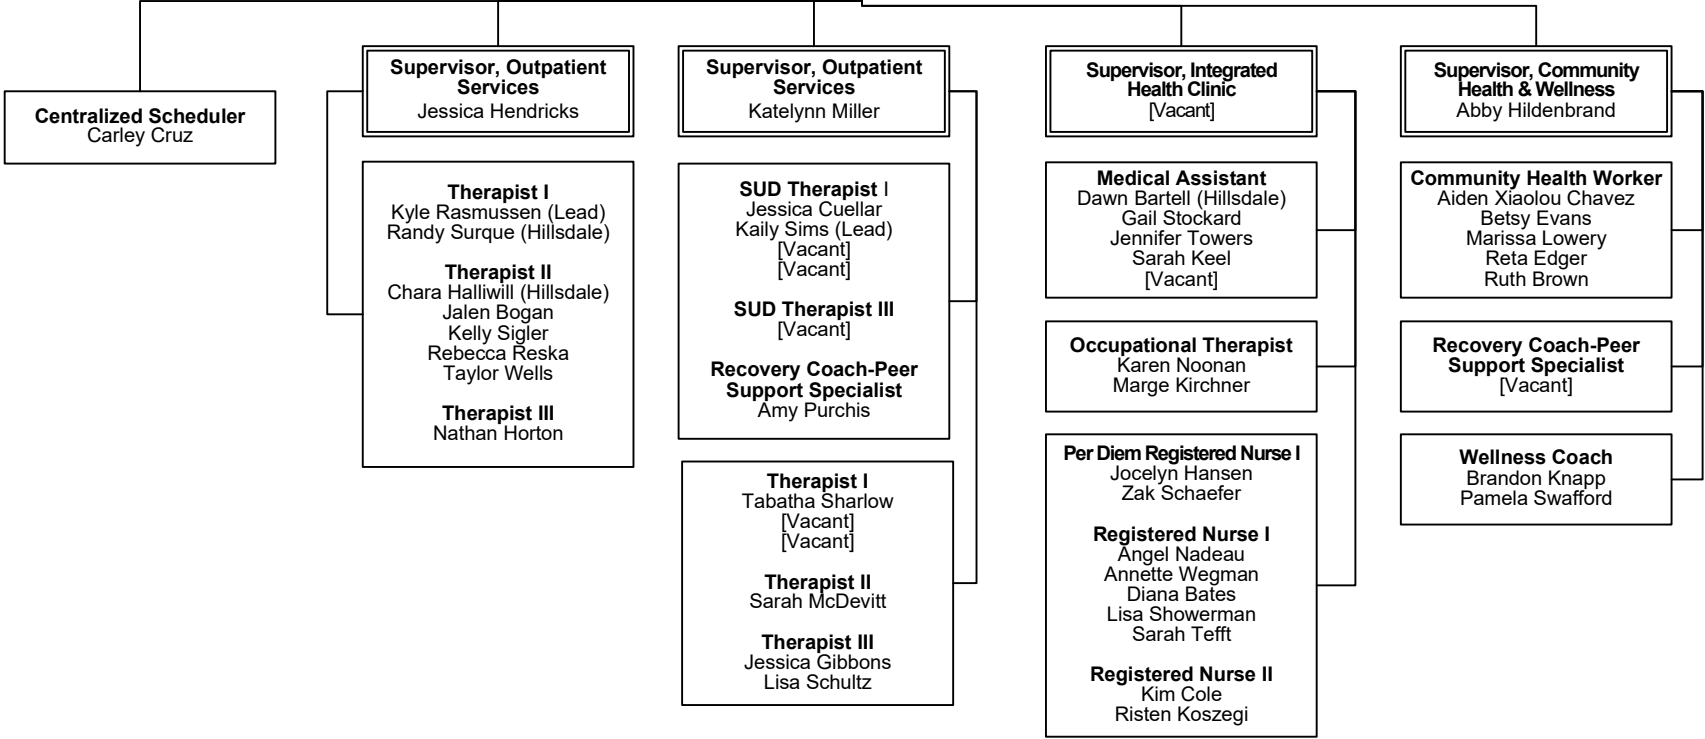 Centralized Scheduler
Carley Cruz
Supervisor, Outpatient
Services
Jessica Hendricks
Therapist I
Kyle Rasmussen (Lead)
Randy Surque (Hillsdale)
Therapist II
Chara Halliwill (Hillsdale)
Jalen Bogan
Kelly Sigler
Rebecca Reska
Taylor Wells
Therapist III
Nathan Horton
Supervisor, Outpatient
Services
Katelynn Miller
SUD Therapist I
Jessica Cuellar
Kaily Sims (Lead)
[Vacant]
[Vacant]
SUD Therapist III
[Vacant]
Recovery Coach-Peer
Support Specialist
Amy Purchis
Therapist I
Tabatha Sharlow
[Vacant]
[Vacant]
Therapist II
Sarah McDevitt
Therapist III
Jessica Gibbons
Lisa Schultz
Supervisor, Integrated
Health Clinic
[Vacant]
Medical Assistant
Dawn Bartell (Hillsdale)
Gail Stockard
Jennifer Towers
Sarah Keel
[Vacant]
Occupational Therapist
Karen Noonan
Marge Kirchner
Per Diem Registered Nurse I
Jocelyn Hansen
Zak Schaefer
Registered Nurse I
Angel Nadeau
Annette Wegman
Diana Bates
Lisa Showerman
Sarah Tefft
Registered Nurse II
Kim Cole
Risten Koszegi
Supervisor, Community
Health & Wellness
Abby Hildenbrand
Community Health Worker
Aiden Xiaolou Chavez
Betsy Evans
Marissa Lowery
Reta Edger
Ruth Brown
Recovery Coach-Peer
Support Specialist
[Vacant]
Wellness Coach
Brandon Knapp
Pamela Swafford